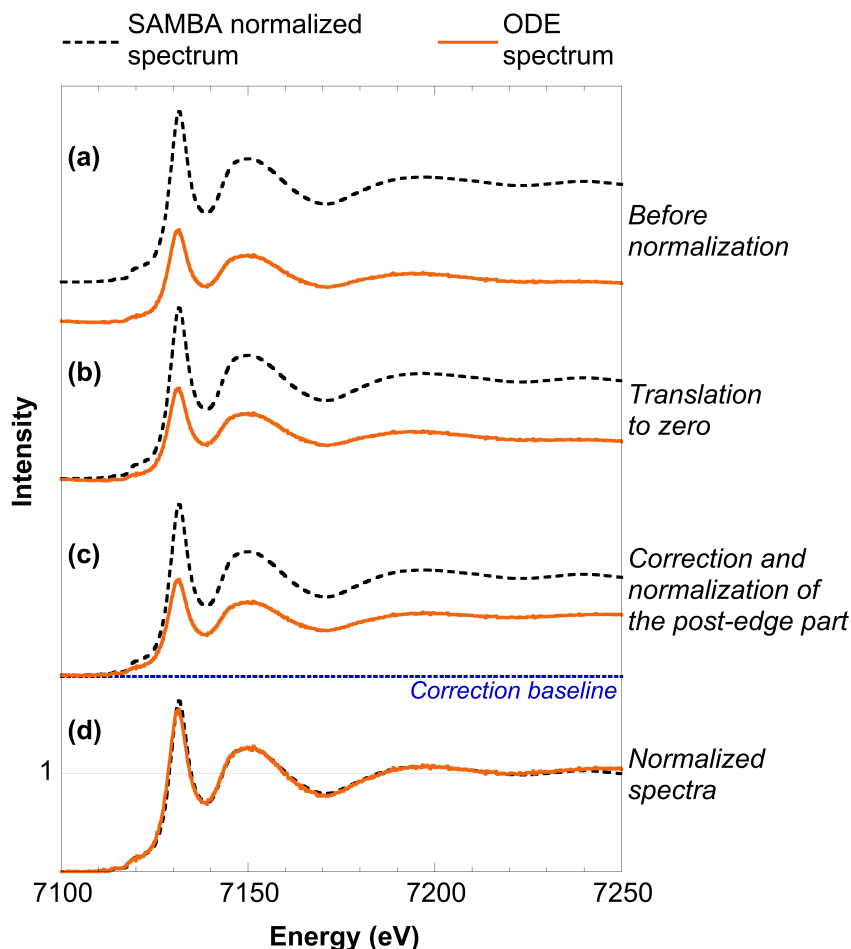 SAMBA normalized
spectrum
ODE
spectrum
(a)
Before
normalization
(b)
Translation
to zero
(c)
Correction and
normalization of
the post-edge part
Correction baseline
(d)
Normalized
spectra
1
Intensity
7100 7150 7200 7250
Energy (eV)